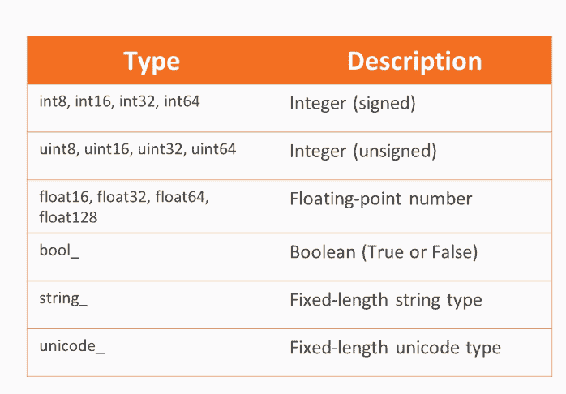 Type Description
int8, int16, int32, int64 Integer (signed)
uint8, uint16, uint32, uint64 Integer (unsigned)
float16, float32, float64, Floating-point number
float128
bool_ Boolean (True or False)
string_ Fixed-length string type
unicode_ Fixed-length unicode type